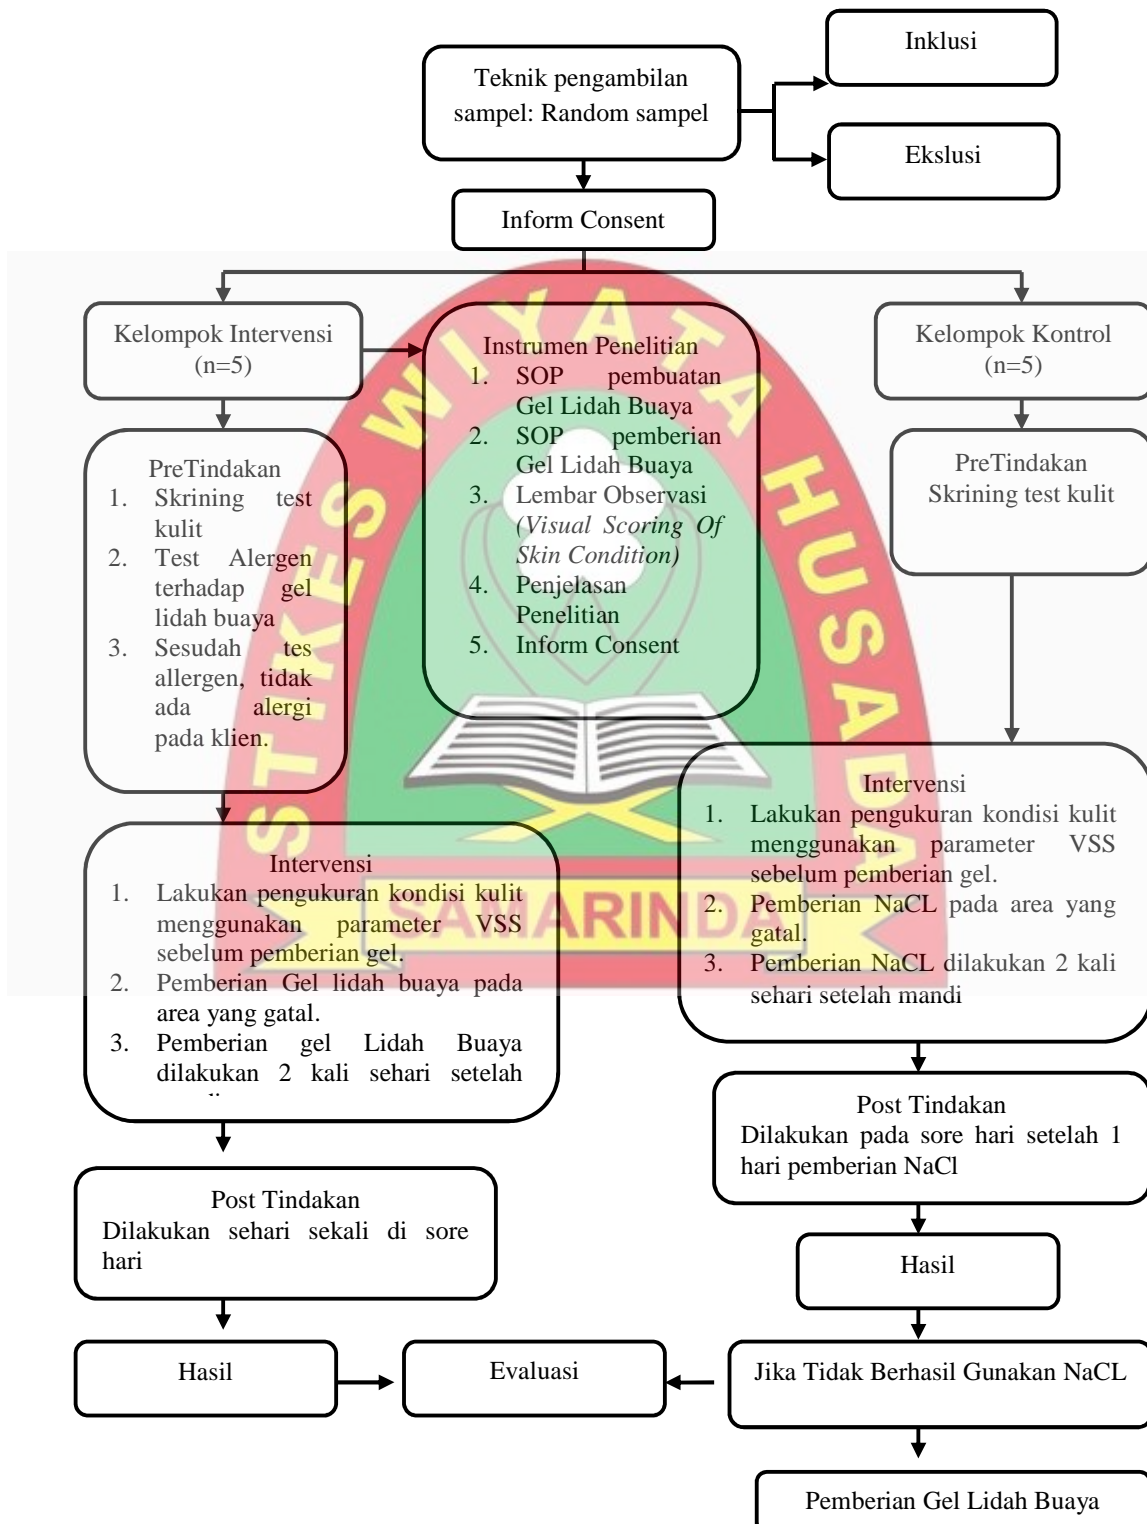 Inklusi
Teknik pengambilan
sampel: Random sampel
Ekslusi
Inform Consent
Kelompok Intervensi
(n=5)
Instrumen Penelitian
1. SOP pembuatan
Gel Lidah Buaya
2. SOP pemberian
Gel Lidah Buaya
3. Lembar Observasi
(Visual Scoring Of
Skin Condition)
4. Penjelasan
Penelitian
5. Inform Consent
Kelompok Kontrol
(n=5)
PreTindakan
1. Skrining test
kulit
2. Test Alergen
terhadap gel
lidah buaya
3. Sesudah tes
allergen, tidak
ada alergi
pada klien.
PreTindakan
Skrining test kulit
STIKES WIYATA HUSADA
SAMARINDA
Intervensi
1. Lakukan pengukuran kondisi kulit
menggunakan parameter VSS
sebelum pemberian gel.
2. Pemberian Gel lidah buaya pada
area yang gatal.
3. Pemberian gel Lidah Buaya
dilakukan 2 kali sehari setelah
Intervensi
1. Lakukan pengukuran kondisi kulit
menggunakan parameter VSS
sebelum pemberian gel.
2. Pemberian NaCL pada area yang
gatal.
3. Pemberian NaCL dilakukan 2 kali
sehari setelah mandi
Post Tindakan
Dilakukan sehari sekali di sore
hari
Post Tindakan
Dilakukan pada sore hari setelah 1
hari pemberian NaCl
Hasil
Hasil
Evaluasi
Jika Tidak Berhasil Gunakan NaCL
Pemberian Gel Lidah Buaya